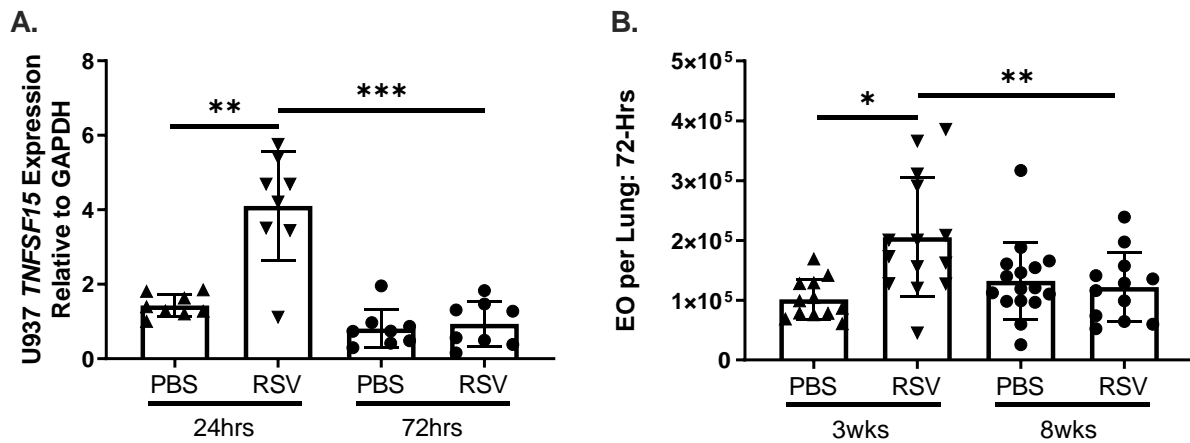 A.
U937 TNFSF15 Expression
Relative to GAPDH
8
6
4
2
0
**
***
PBS
RSV
PBS
RSV
24hrs
72hrs
B.
EO per Lung: 72-Hrs
5×10⁵
4×10⁵
3×10⁵
2×10⁵
1×10⁵
0
*
**
PBS
RSV
PBS
RSV
3wks
8wks